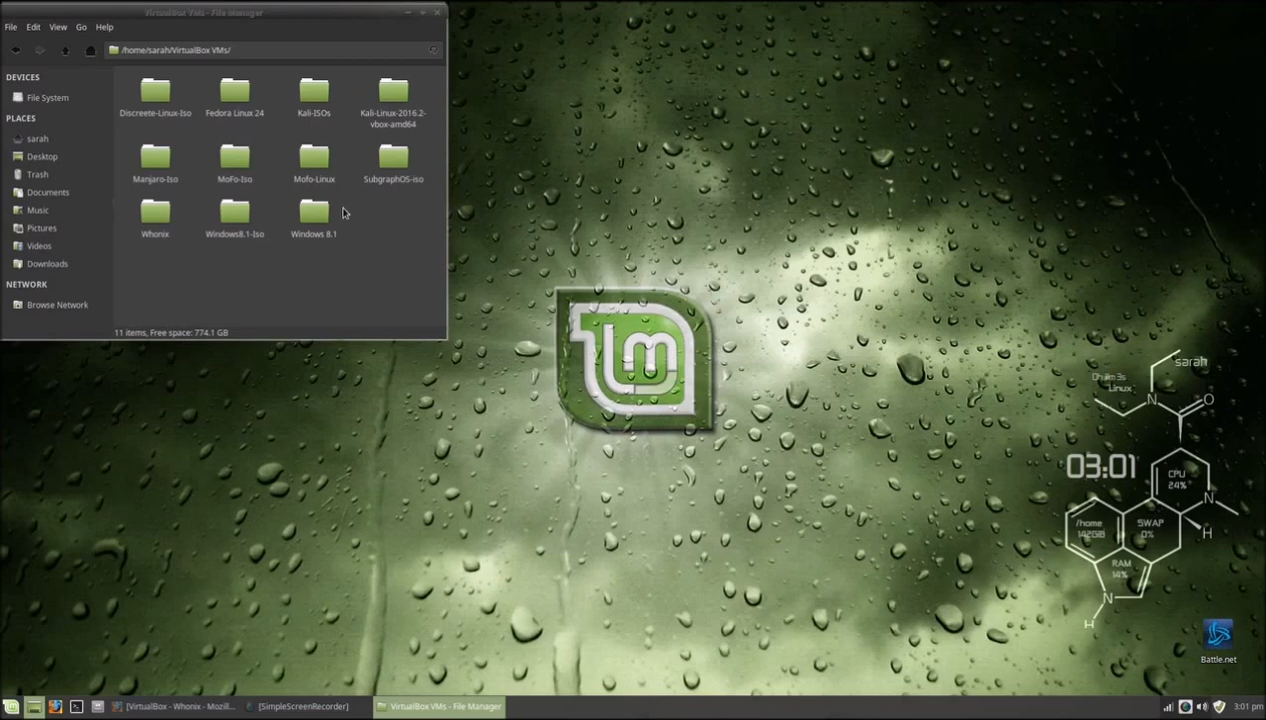 VirtualBox VMs - File Manager
File Edit View Go Help
/home/sarah/VirtualBox VMs/
DEVICES
File System
PLACES
sarah
Desktop
Trash
Documents
Music
Pictures
Videos
Downloads
NETWORK
Browse Network
Discreete-Linux-Iso
Fedora Linux 24
Kali-ISOs
Kali-Linux-2016.2-
vbox-amd64
Manjaro-Iso
MoFo-Iso
Mofo-Linux
SubgraphOS-iso
Whonix
Windows8.1-Iso
Windows 8.1
11 items, Free space: 774.1 GB
lm
sarah
Linux
N
O
03:01
CPU
24%
N
/home
142GiB
SWAP
0%
H
RAM
14%
N
H
Battle.net
[VirtualBox - Whonix - Mozill...
[SimpleScreenRecorder]
VirtualBox VMs - File Manager
3:01 pm